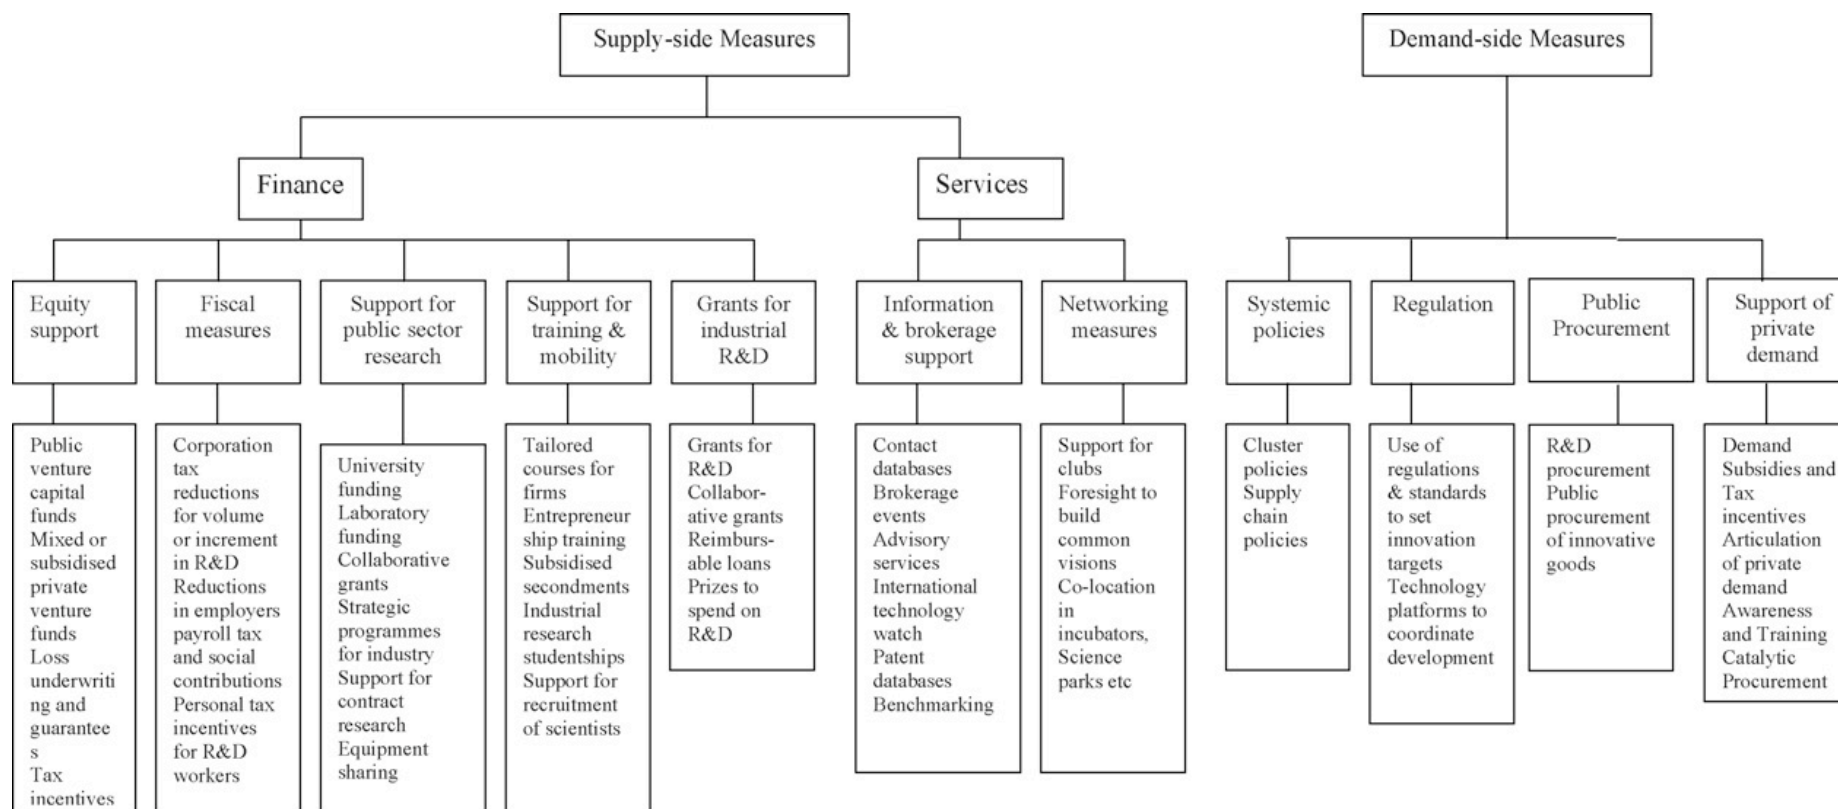 Supply-side Measures
Demand-side Measures
Finance
Services
Equity
support
Fiscal
measures
Support for
public sector
research
Support for
training &
mobility
Grants for
industrial
R&D
Information
& brokerage
support
Networking
measures
Systemic
policies
Regulation
Public
Procurement
Support of
private
demand
Public
venture
capital
funds
Mixed or
subsidised
private
venture
funds
Loss
underwriti
ng and
guarantee
s
Tax
incentives
Corporation
tax
reductions
for volume
or increment
in R&D
Reductions
in employers
payroll tax
and social
contributions
Personal tax
incentives
for R&D
workers
University
funding
Laboratory
funding
Collaborative
grants
Strategic
programmes
for industry
Support for
contract
research
Equipment
sharing
Tailored
courses for
firms
Entrepreneur
ship training
Subsidised
secondments
Industrial
research
studentships
Support for
recruitment
of scientists
Grants for
R&D
Collabor-
ative grants
Reimburs-
able loans
Prizes to
spend on
R&D
Contact
databases
Brokerage
events
Advisory
services
International
technology
watch
Patent
databases
Benchmarking
Support for
clubs
Foresight to
build
common
visions
Co-location
in
incubators,
Science
parks etc
Cluster
policies
Supply
chain
policies
Use of
regulations
& standards
to set
innovation
targets
Technology
platforms to
coordinate
development
R&D
procurement
Public
procurement
of innovative
goods
Demand
Subsidies and
Tax
incentives
Articulation
of private
demand
Awareness
and Training
Catalytic
Procurement